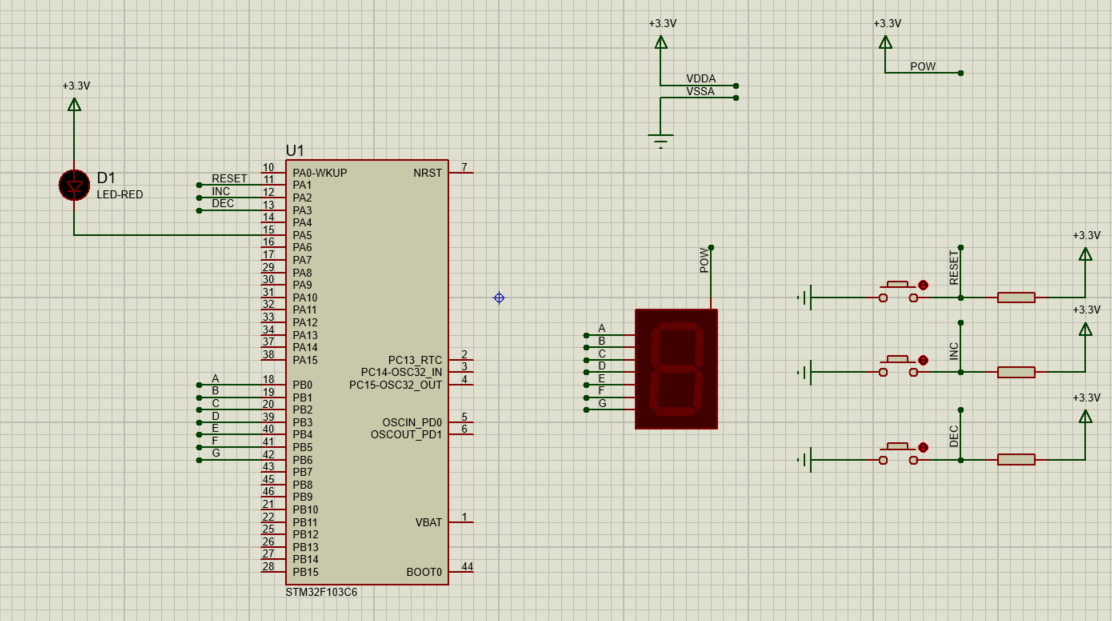 +3.3V
+3.3V
POW
VDDA
VSSA
+3.3V
D1
LED-RED
U1
RESET
INC
DEC
10 PA0-WKUP
11 PA1
12 PA2
13 PA3
14 PA4
15 PA5
16 PA6
17 PA7
29 PA8
30 PA9
31 PA10
32 PA11
33 PA12
34 PA13
37 PA14
38 PA15
A 18 PB0
B 19 PB1
C 20 PB2
D 39 PB3
E 40 PB4
F 41 PB5
G 42 PB6
43 PB7
45 PB8
46 PB9
21 PB10
22 PB11
25 PB12
26 PB13
27 PB14
28 PB15
NRST 7
PC13_RTC 2
PC14-OSC32_IN 3
PC15-OSC32_OUT 4
OSCIN_PD0 5
OSCOUT_PD1 6
VBAT 1
BOOT0 44
STM32F103C6
POW
A
B
C
D
E
F
G
+3.3V
RESET
+3.3V
INC
+3.3V
DEC